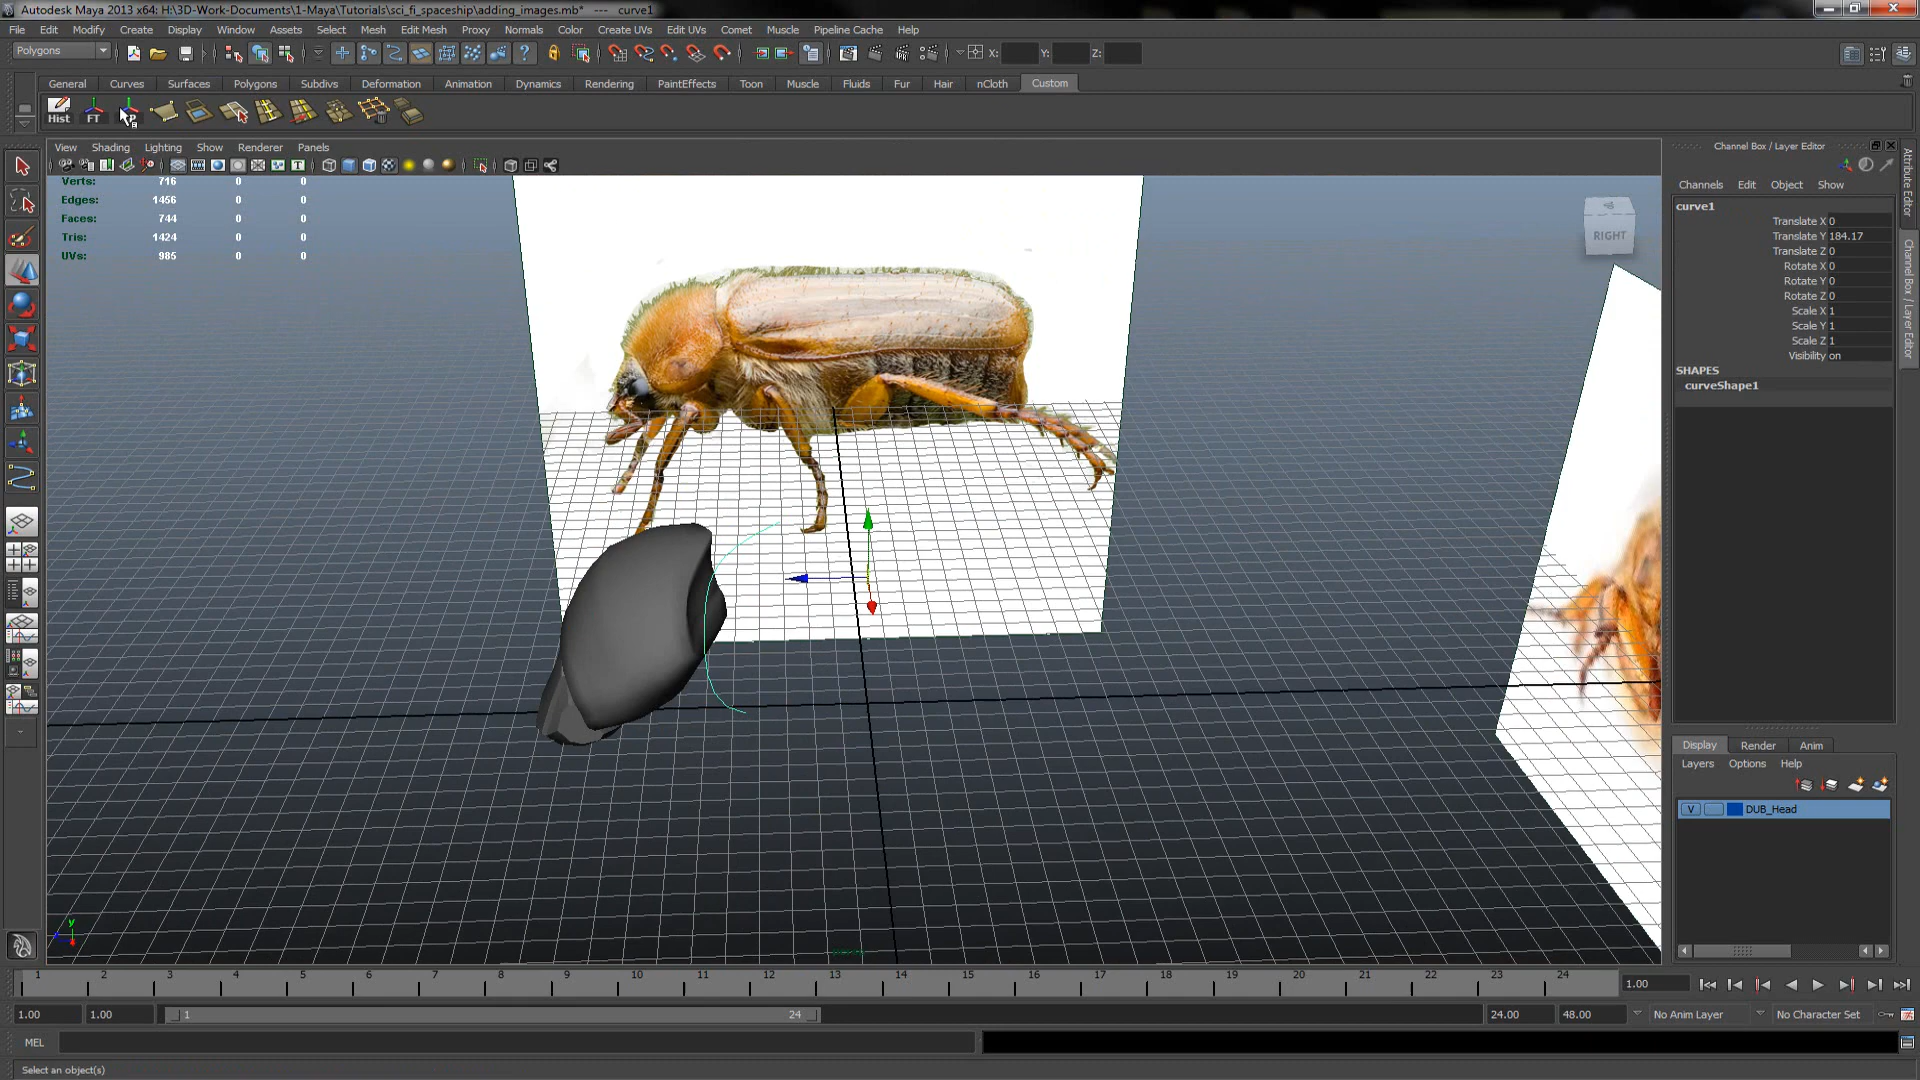 Autodesk Maya 2013 x64: H:\3D-Work-Documents\1-Maya\Tutorials\sci_fi_spaceship\adding_images.mb*   ---   curve1
File Edit Modify Create Display Window Assets Select Mesh Edit Mesh Proxy Normals Color Create UVs Edit UVs Comet Muscle Pipeline Cache Help
Polygons
X: Y: Z:
General Curves Surfaces Polygons Subdivs Deformation Animation Dynamics Rendering PaintEffects Toon Muscle Fluids Fur Hair nCloth Custom
Hist FT
View Shading Lighting Show Renderer Panels
Verts: 716 0 0
Edges: 1456 0 0
Faces: 744 0 0
Tris: 1424 0 0
UVs: 985 0 0
RIGHT
y
Channel Box / Layer Editor
Channels Edit Object Show
curve1
Translate X 0
Translate Y 184.17
Translate Z 0
Rotate X 0
Rotate Y 0
Rotate Z 0
Scale X 1
Scale Y 1
Scale Z 1
Visibility on
SHAPES
curveShape1
Attribute Editor
Channel Box / Layer Editor
Display Render Anim
Layers Options Help
V DUB_Head
1 2 3 4 5 6 7 8 9 10 11 12 13 14 15 16 17 18 19 20 21 22 23 24
1.00
1.00 1.00 1 24 24.00 48.00 No Anim Layer No Character Set
MEL
Select an object(s)